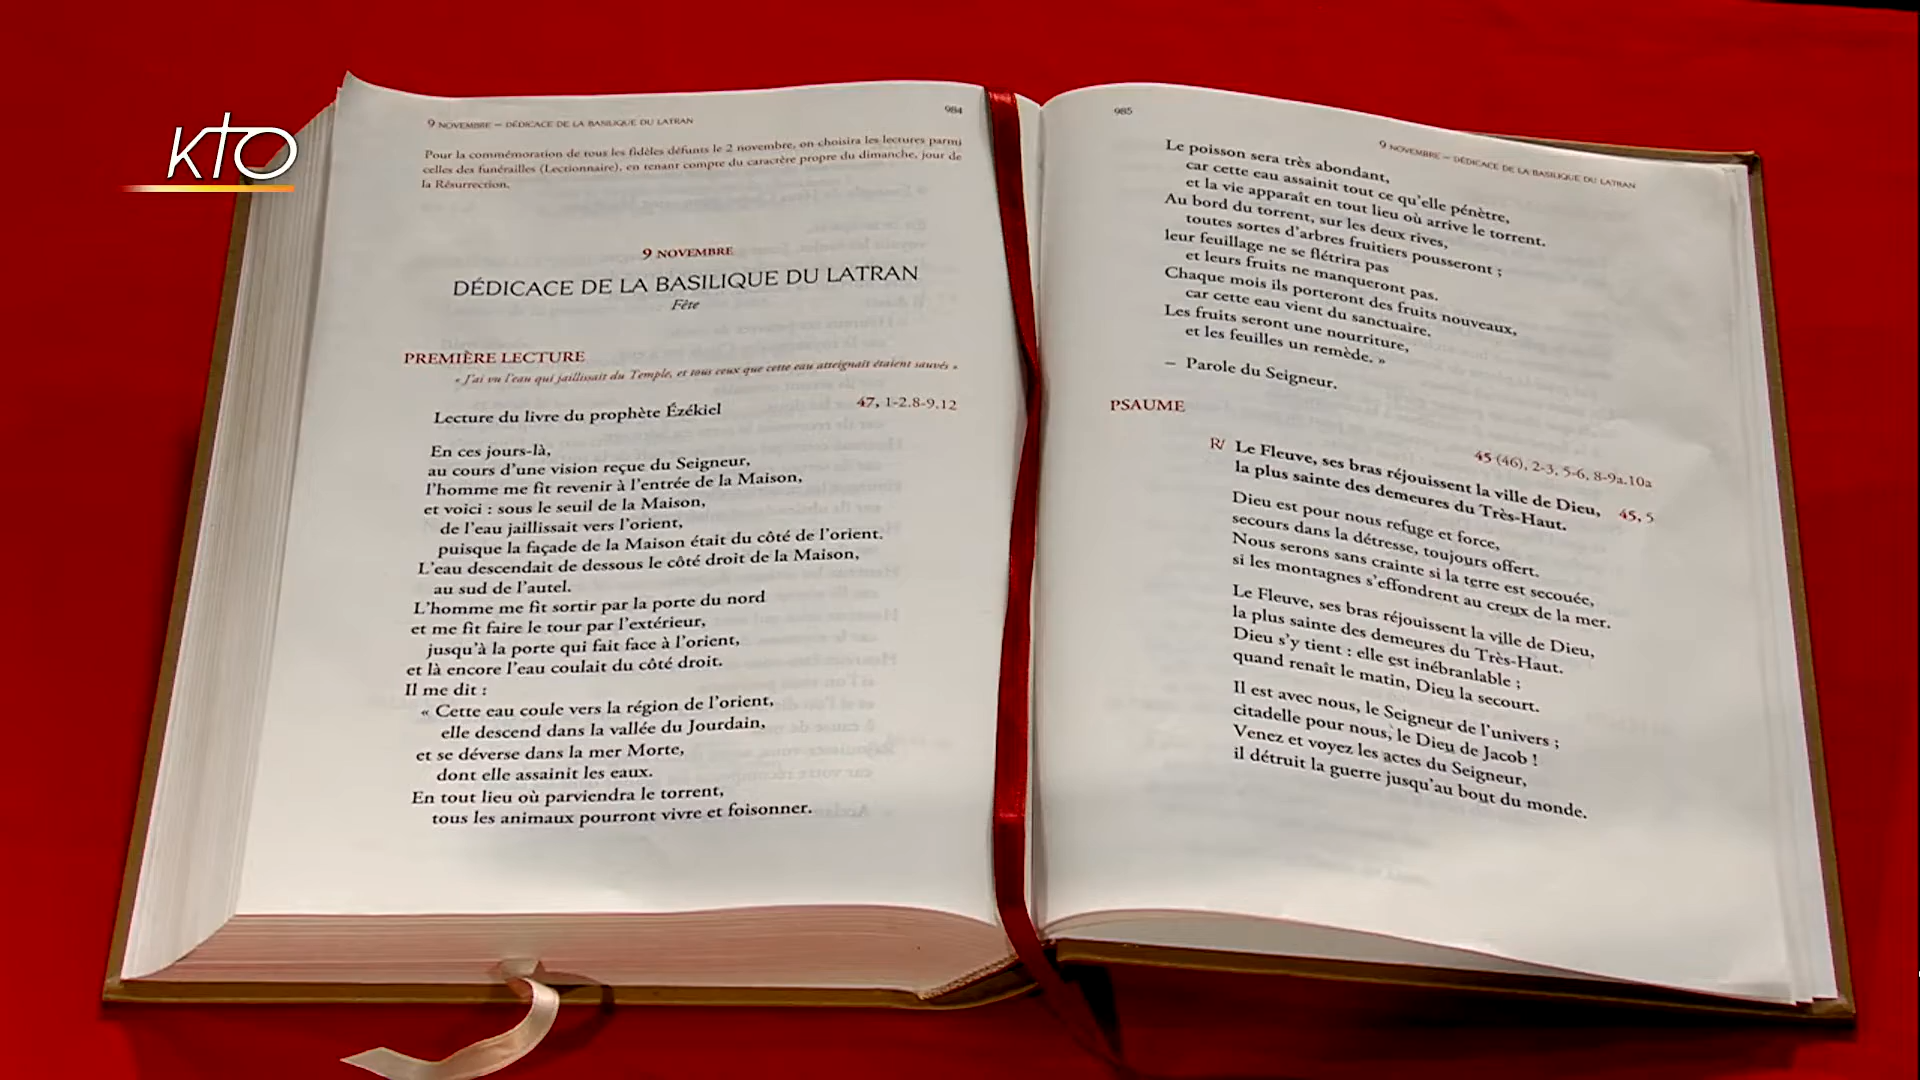 KTO
9 NOVEMBRE – DÉDICACE DE LA BASILIQUE DU LATRAN
984
Pour la commémoration de tous les fidèles défunts le 2 novembre, on choisira les lectures parmi
celles des funérailles (Lectionnaire), en tenant compte du caractère propre du dimanche, jour de
la Résurrection.
9 NOVEMBRE
DÉDICACE DE LA BASILIQUE DU LATRAN
Fête
PREMIÈRE LECTURE
« J'ai vu l'eau qui jaillissait du Temple, et tous ceux que cette eau atteignait étaient sauvés »
Lecture du livre du prophète Ézékiel 47, 1-2.8-9.12
En ces jours-là,
au cours d'une vision reçue du Seigneur,
l'homme me fit revenir à l'entrée de la Maison,
et voici : sous le seuil de la Maison,
de l'eau jaillissait vers l'orient,
puisque la façade de la Maison était du côté de l'orient.
L'eau descendait de dessous le côté droit de la Maison,
au sud de l'autel.
L'homme me fit sortir par la porte du nord
et me fit faire le tour par l'extérieur,
jusqu'à la porte qui fait face à l'orient,
et là encore l'eau coulait du côté droit.
Il me dit :
« Cette eau coule vers la région de l'orient,
elle descend dans la vallée du Jourdain,
et se déverse dans la mer Morte,
dont elle assainit les eaux.
En tout lieu où parviendra le torrent,
tous les animaux pourront vivre et foisonner.
985
9 NOVEMBRE – DÉDICACE DE LA BASILIQUE DU LATRAN
Le poisson sera très abondant,
car cette eau assainit tout ce qu'elle pénètre,
et la vie apparaît en tout lieu où arrive le torrent.
Au bord du torrent, sur les deux rives,
toutes sortes d'arbres fruitiers pousseront ;
leur feuillage ne se flétrira pas
et leurs fruits ne manqueront pas.
Chaque mois ils porteront des fruits nouveaux,
car cette eau vient du sanctuaire.
Les fruits seront une nourriture,
et les feuilles un remède. »
– Parole du Seigneur.
PSAUME
45 (46), 2-3, 5-6, 8-9a.10a
R/ Le Fleuve, ses bras réjouissent la ville de Dieu,
la plus sainte des demeures du Très-Haut. 45, 5
Dieu est pour nous refuge et force,
secours dans la détresse, toujours offert.
Nous serons sans crainte si la terre est secouée,
si les montagnes s'effondrent au creux de la mer.
Le Fleuve, ses bras réjouissent la ville de Dieu,
la plus sainte des demeures du Très-Haut.
Dieu s'y tient : elle est inébranlable ;
quand renaît le matin, Dieu la secourt.
Il est avec nous, le Seigneur de l'univers ;
citadelle pour nous, le Dieu de Jacob !
Venez et voyez les actes du Seigneur,
il détruit la guerre jusqu'au bout du monde.